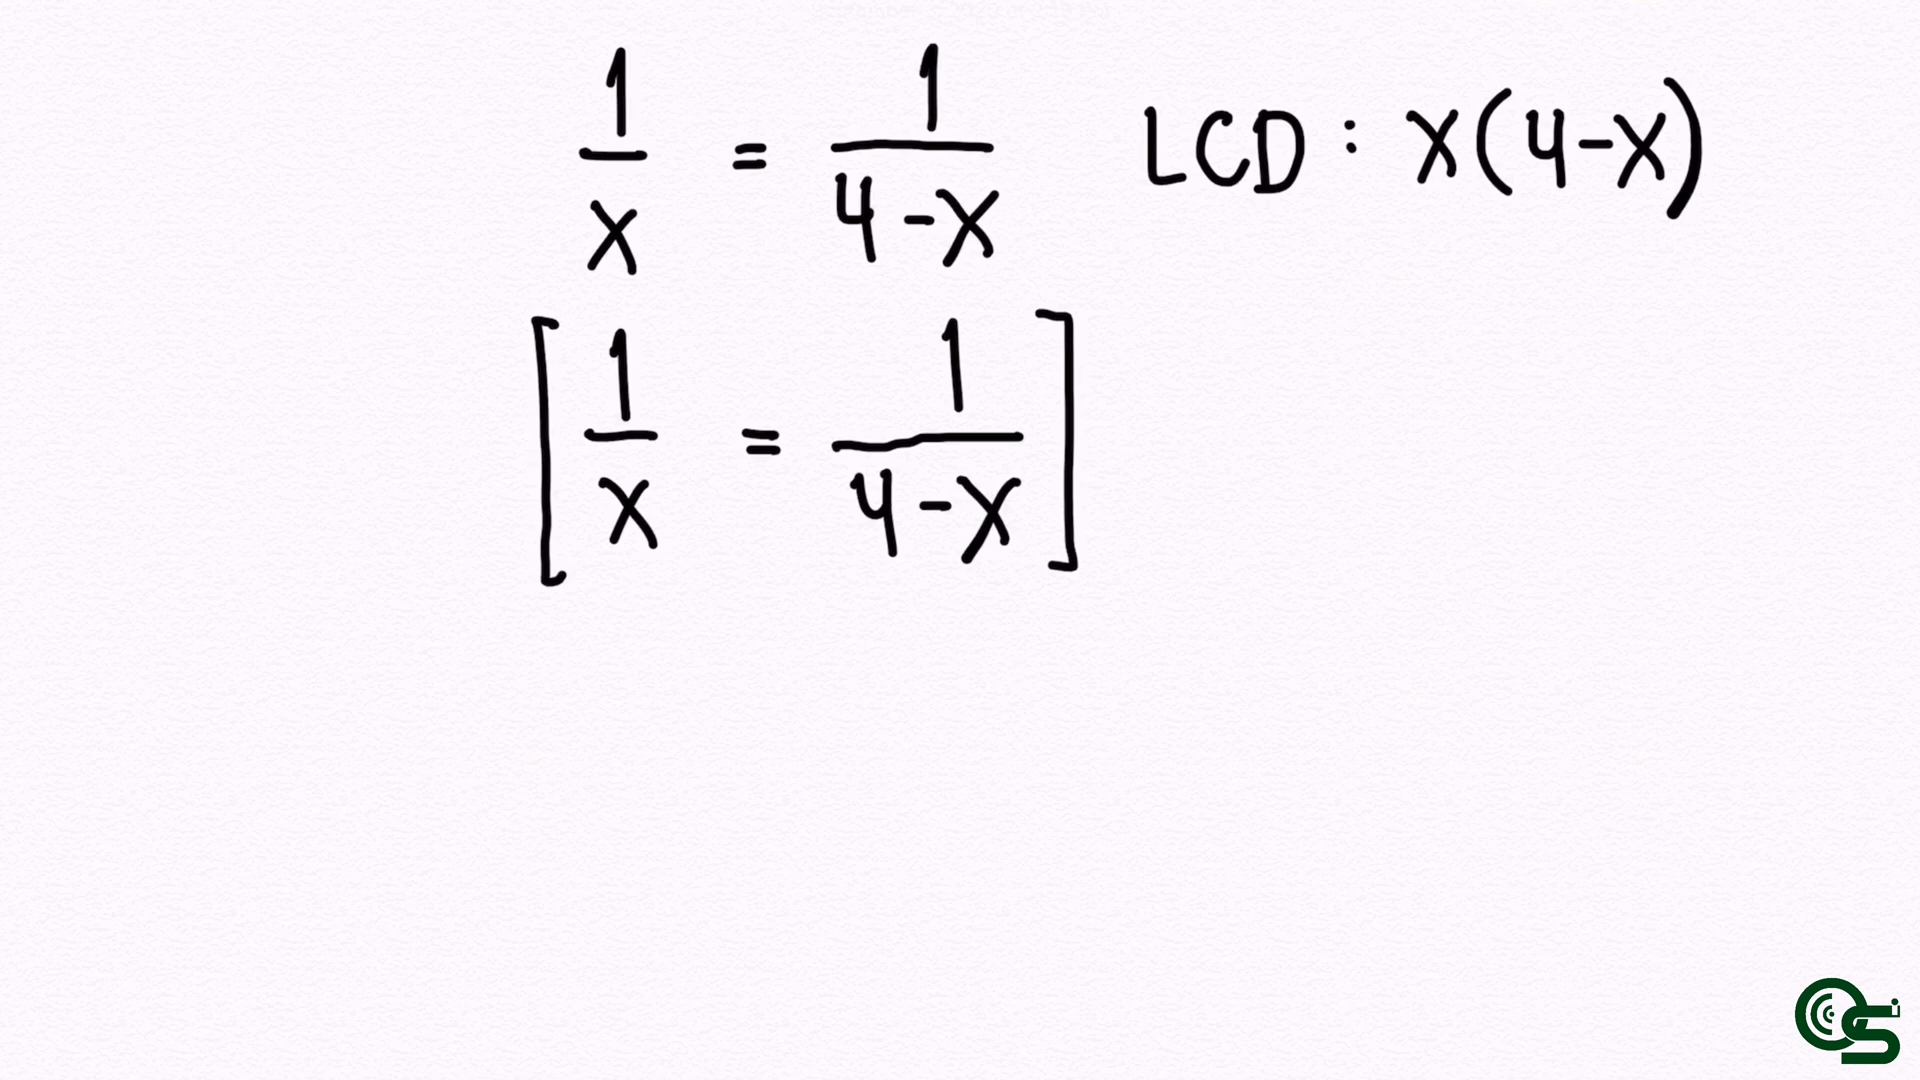 1/x = 1/(4-x) LCD : x(4-x)
[1/x = 1/(4-x)]